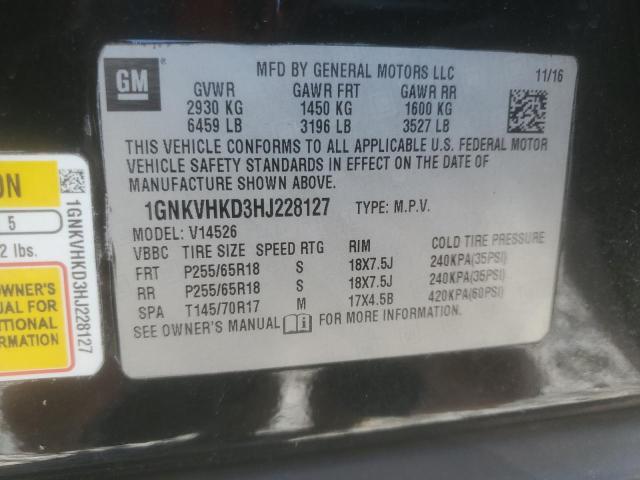 GM
®
MFD BY GENERAL MOTORS LLC
11/16
GVWR GAWR FRT GAWR RR
2930 KG 1450 KG 1600 KG
6459 LB 3196 LB 3527 LB
THIS VEHICLE CONFORMS TO ALL APPLICABLE U.S. FEDERAL MOTOR
VEHICLE SAFETY STANDARDS IN EFFECT ON THE DATE OF
MANUFACTURE SHOWN ABOVE.
1GNKVHKD3HJ228127 TYPE: M.P.V.
MODEL: V14526
VBBC TIRE SIZE SPEED RTG RIM COLD TIRE PRESSURE
FRT P255/65R18 S 18X7.5J 240KPA(35PSI)
RR P255/65R18 S 18X7.5J 240KPA(35PSI)
SPA T145/70R17 M 17X4.5B 420KPA(60PSI)
SEE OWNER'S MANUAL FOR MORE INFORMATION.
ON
5
2 lbs.
OWNER'S
UAL FOR
ITIONAL
RMATION
1GNKVHKD3HJ228127